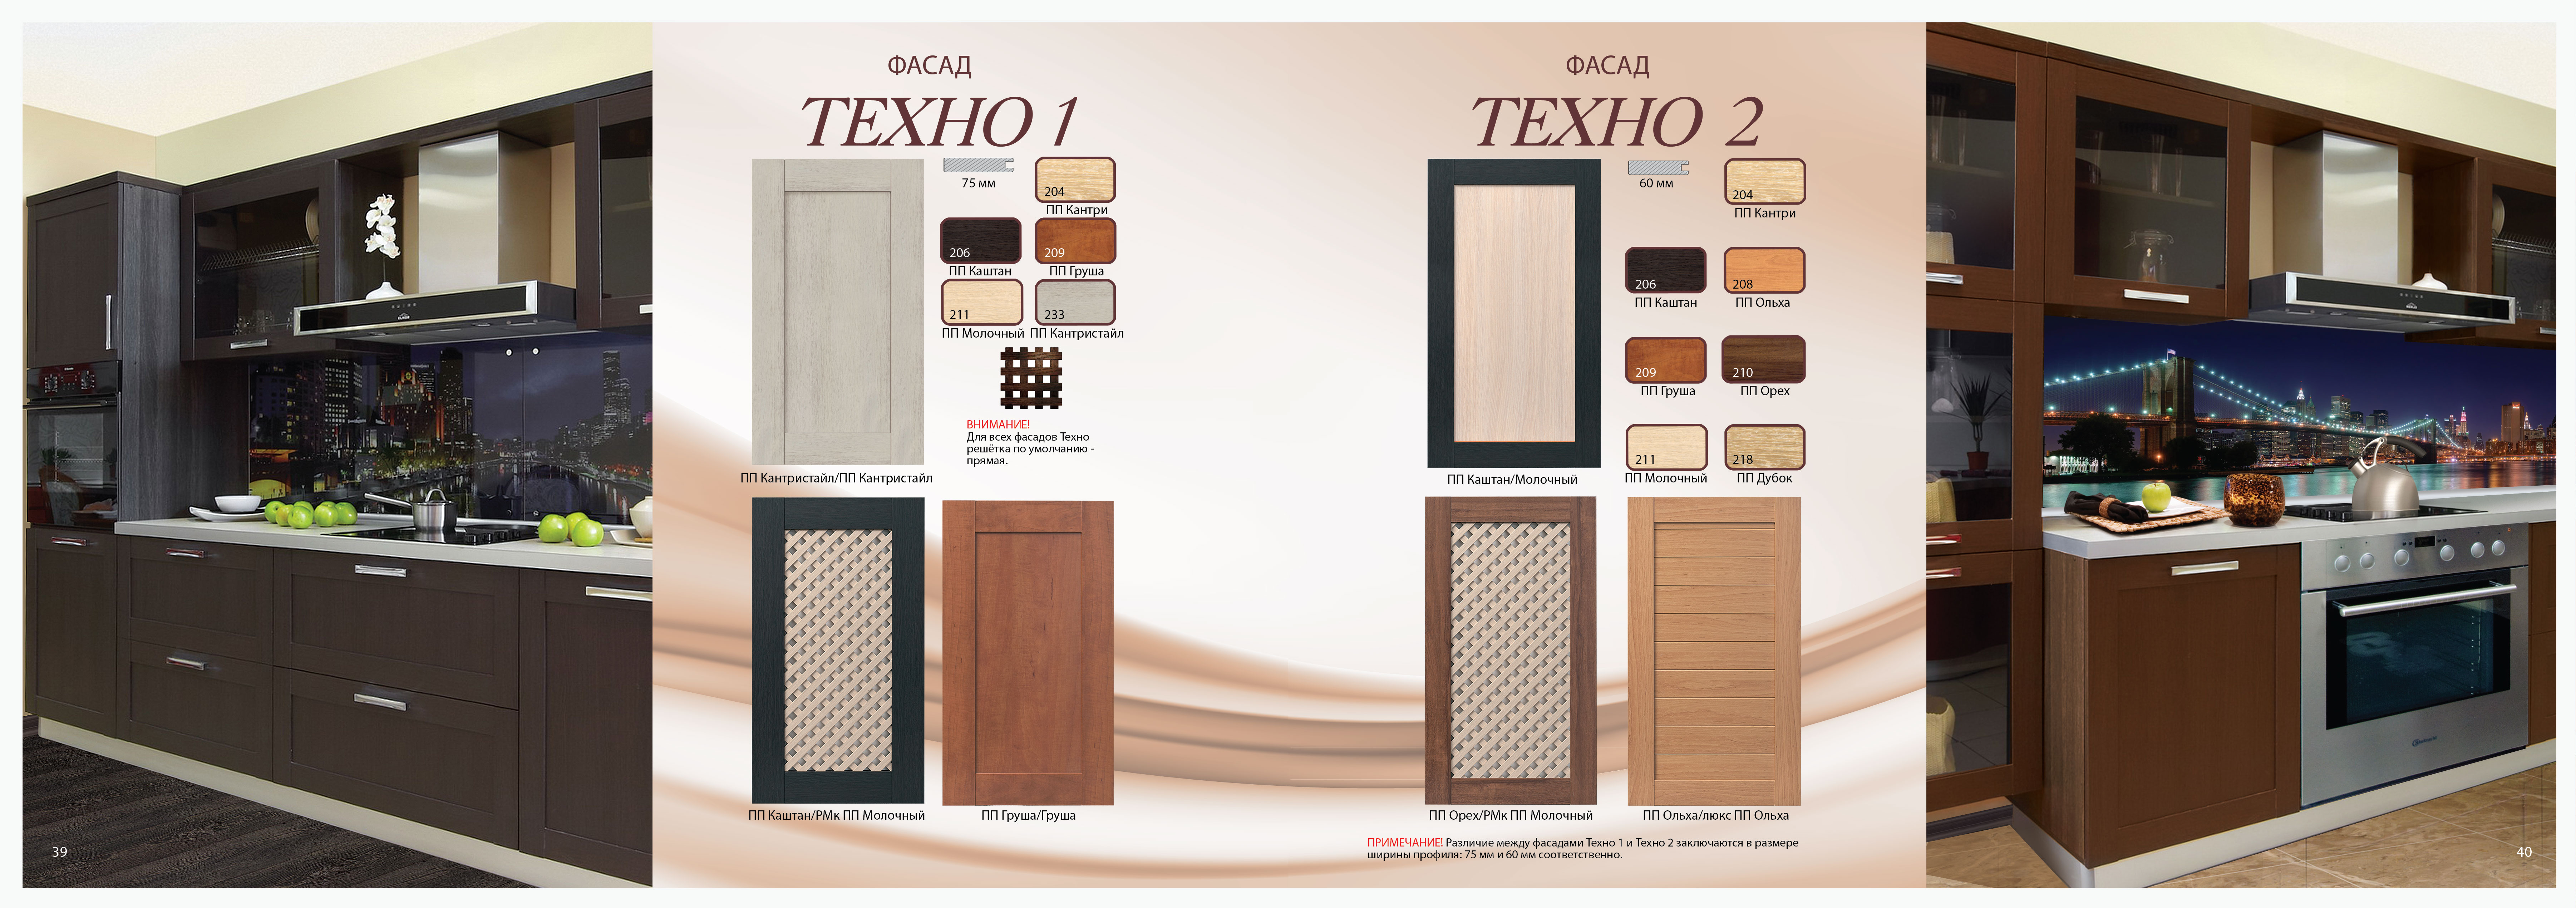 ФАСАД
ТЕХНО 1
75 мм
204
ПП Кантри
206
ПП Каштан
209
ПП Груша
211
ПП Молочный
233
ПП Кантристайл
ВНИМАНИЕ!
Для всех фасадов Техно
решётка по умолчанию -
прямая.
ПП Кантристайл/ПП Кантристайл
ПП Каштан/РМк ПП Молочный
ПП Груша/Груша
39
ФАСАД
ТЕХНО 2
60 мм
204
ПП Кантри
206
ПП Каштан
208
ПП Ольха
209
ПП Груша
210
ПП Орех
211
ПП Молочный
218
ПП Дубок
ПП Каштан/Молочный
ПП Орех/РМк ПП Молочный
ПП Ольха/люкс ПП Ольха
ПРИМЕЧАНИЕ! Различие между фасадами Техно 1 и Техно 2 заключаются в размере
ширины профиля: 75 мм и 60 мм соответственно.
40